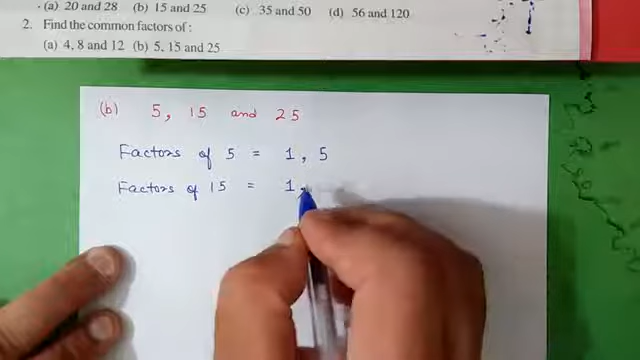 (a) 20 and 28 (b) 15 and 25 (c) 35 and 50 (d) 56 and 120
2. Find the common factors of :
(a) 4, 8 and 12 (b) 5, 15 and 25
(b) 5, 15 and 25
Factors of 5 = 1, 5
Factors of 15 = 1,